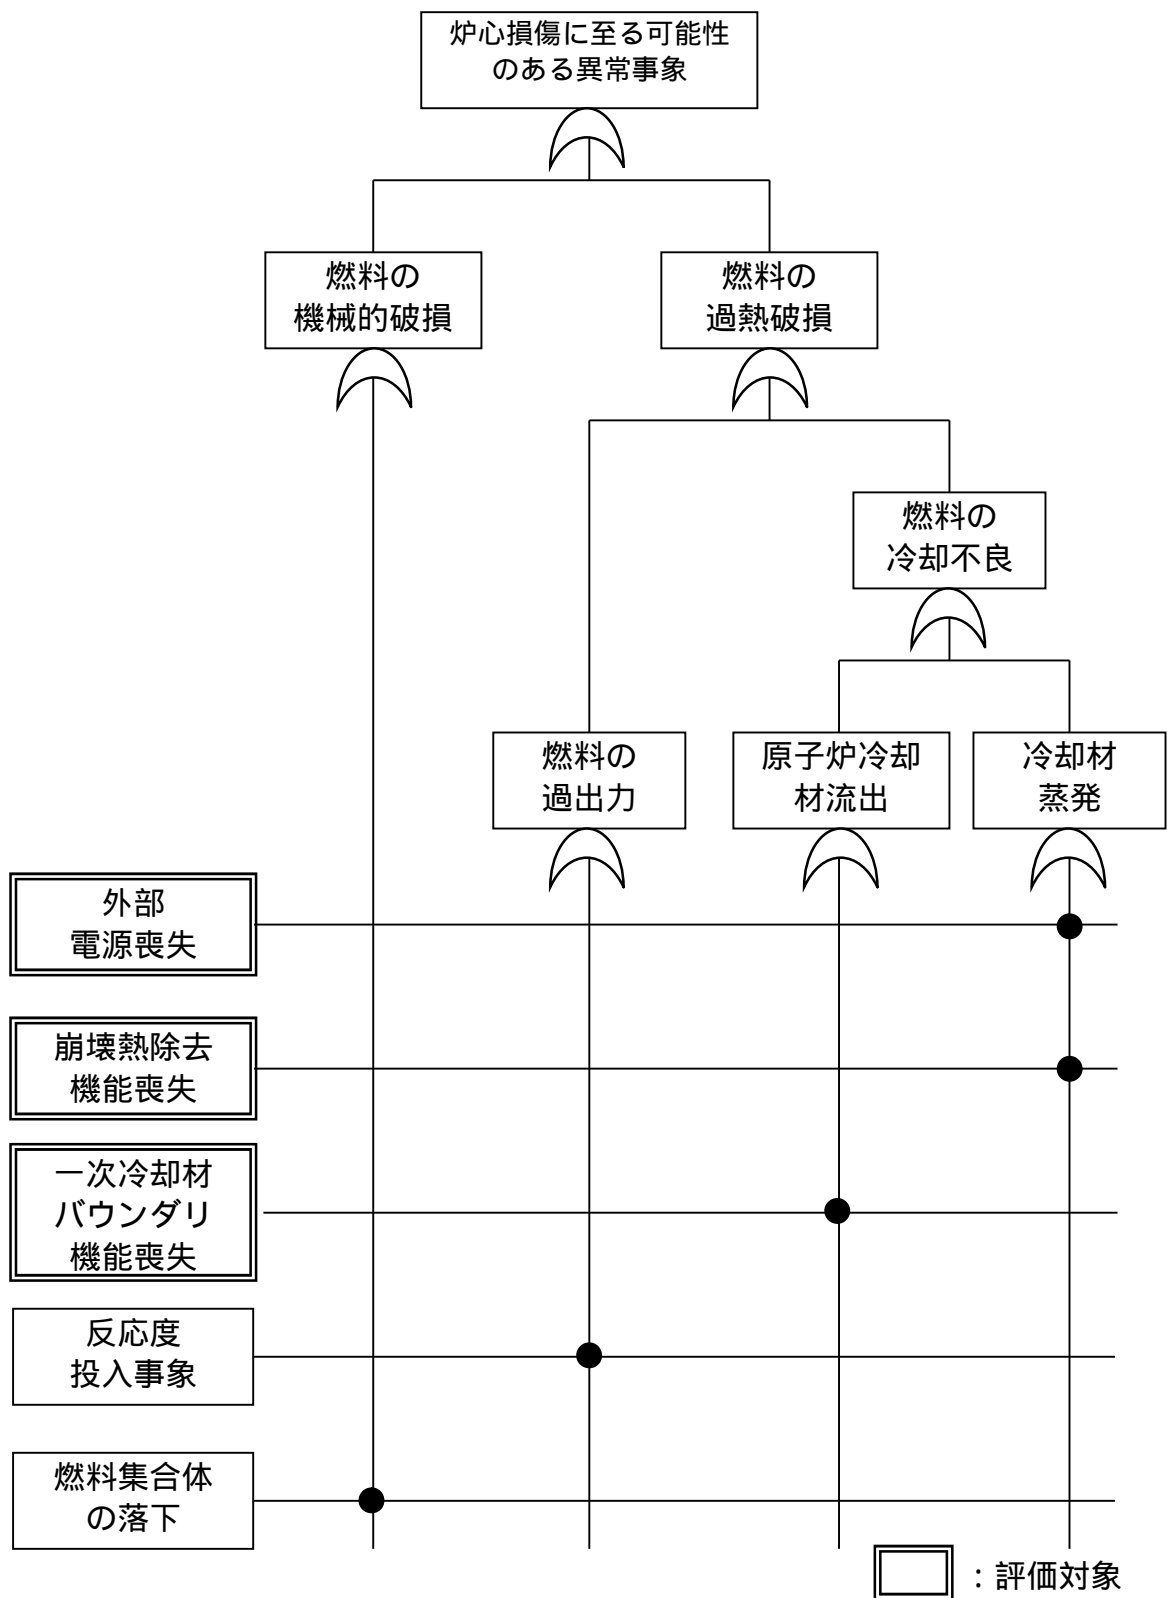 炉心損傷に至る可能性
のある異常事象
燃料の
機械的破損
燃料の
過熱破損
燃料の
冷却不良
燃料の
過出力
原子炉冷却
材流出
冷却材
蒸発
外部
電源喪失
崩壊熱除去
機能喪失
一次冷却材
バウンダリ
機能喪失
反応度
投入事象
燃料集合体
の落下
：評価対象